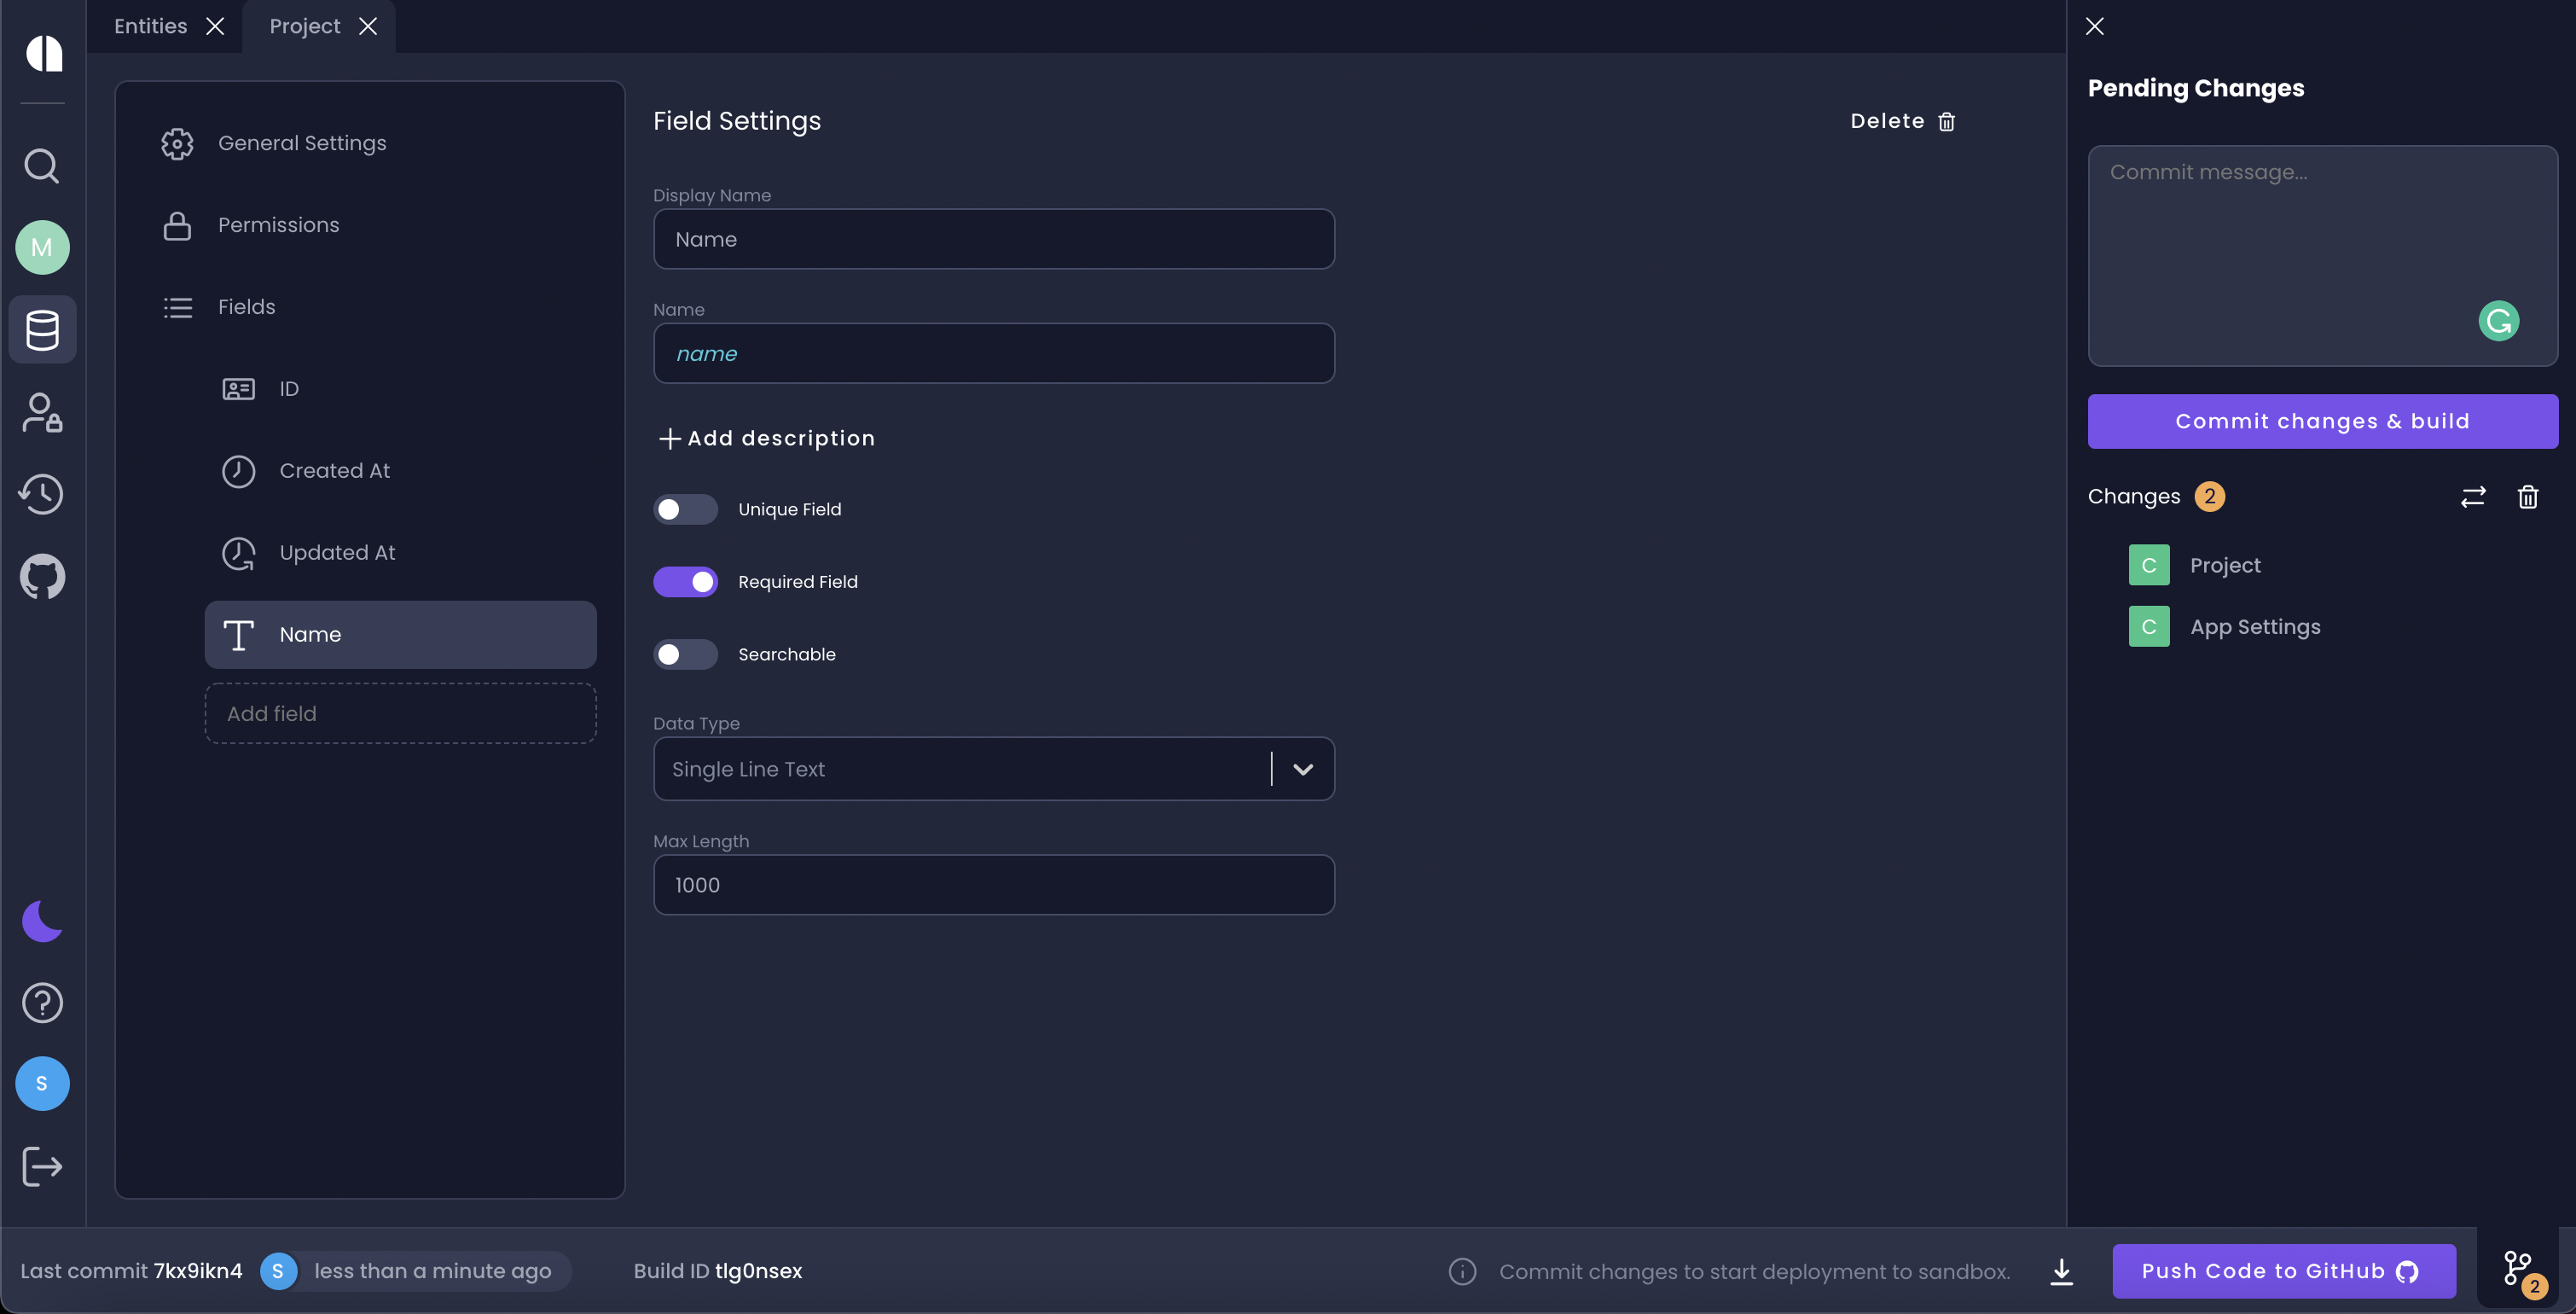 Entities
Project
M
General Settings
Permissions
Fields
ID
Created At
Updated At
Name
Add field
Field Settings
Delete
Display Name
Name
Name
name
Add description
Unique Field
Required Field
Searchable
Data Type
Single Line Text
Max Length
1000
Pending Changes
Commit message...
Commit changes & build
Changes 2
C Project
C App Settings
S
Last commit 7kx9ikn4 S less than a minute ago Build ID tlg0nsex
Commit changes to start deployment to sandbox.
Push Code to GitHub
2